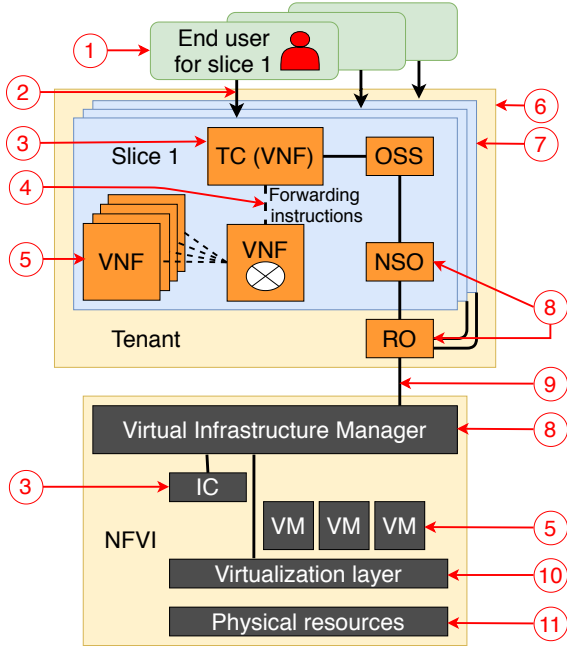 1
End user
for slice 1
2
6
3
Slice 1
TC (VNF)
OSS
7
4
Forwarding
instructions
5
VNF
VNF
NSO
8
Tenant
RO
9
Virtual Infrastructure Manager
8
3
IC
NFVI
VM
VM
VM
5
Virtualization layer
10
Physical resources
11